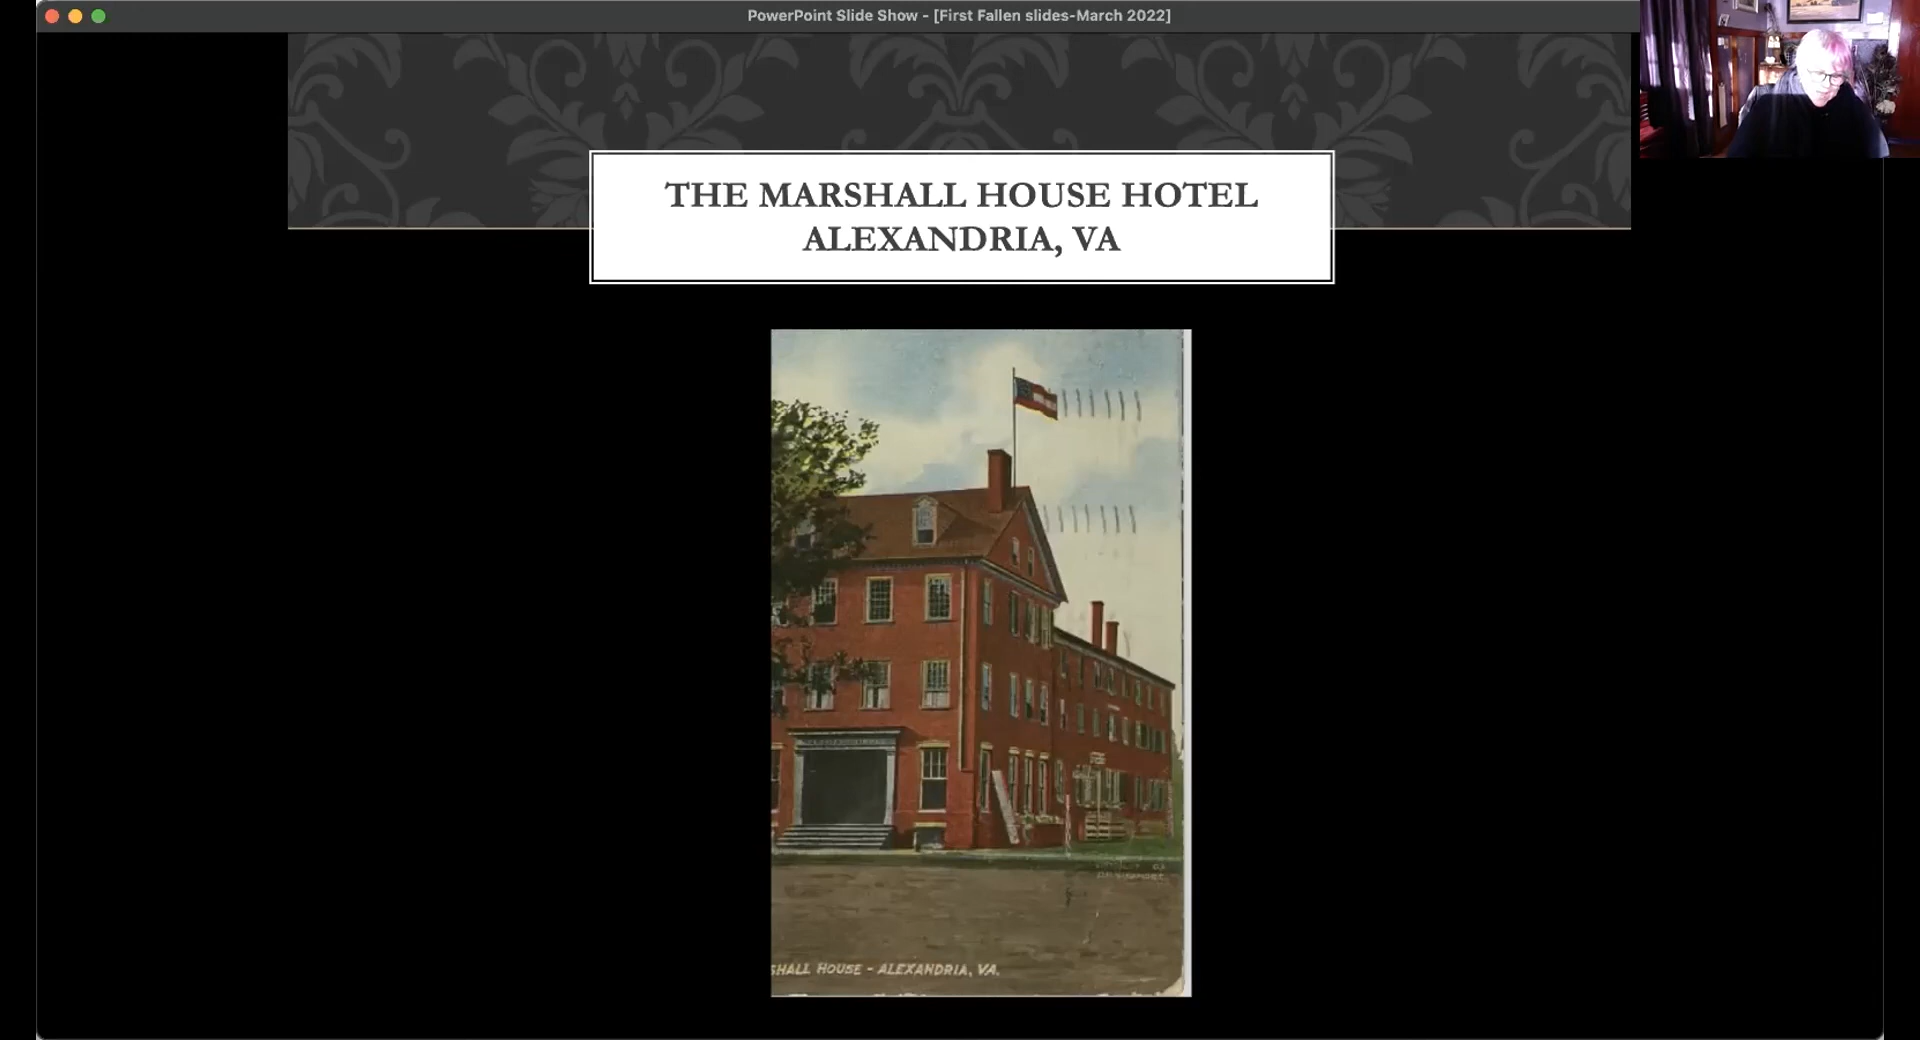 PowerPoint Slide Show - [First Fallen slides-March 2022]
THE MARSHALL HOUSE HOTEL
ALEXANDRIA, VA
SHALL HOUSE - ALEXANDRIA, VA.